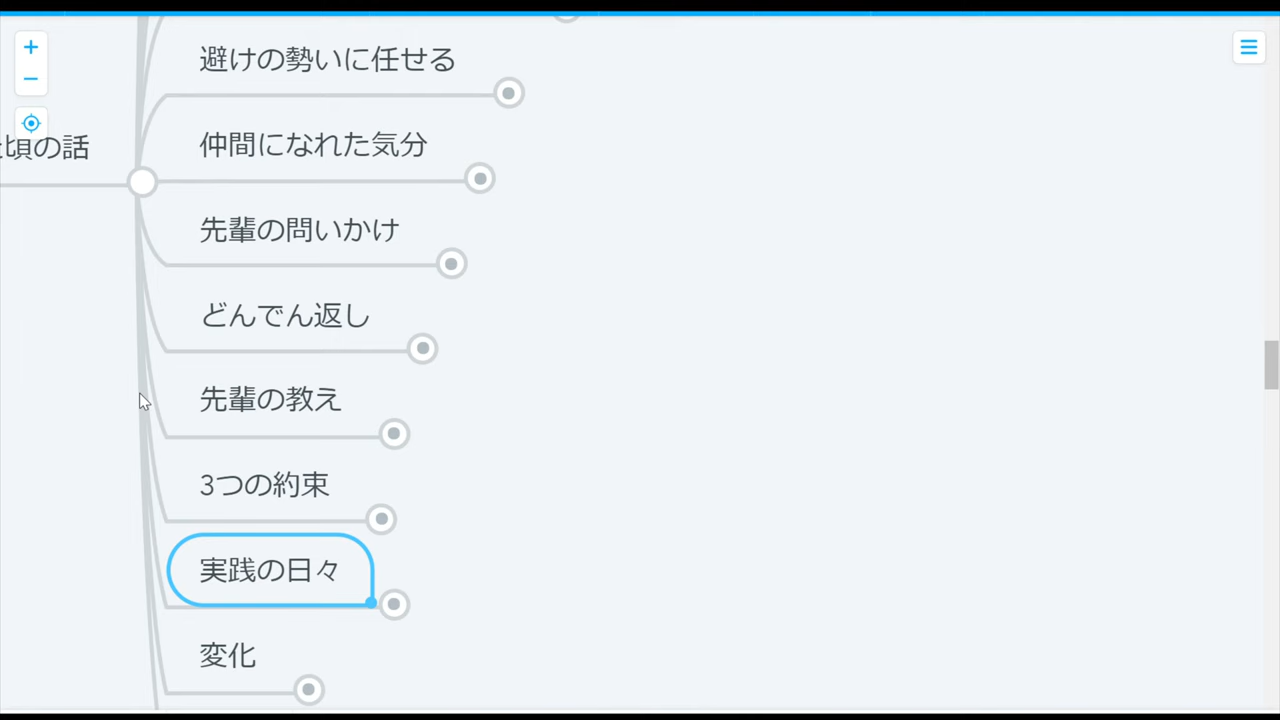 避けの勢いに任せる
頃の話
仲間になれた気分
先輩の問いかけ
どんでん返し
先輩の教え
3つの約束
実践の日々
変化